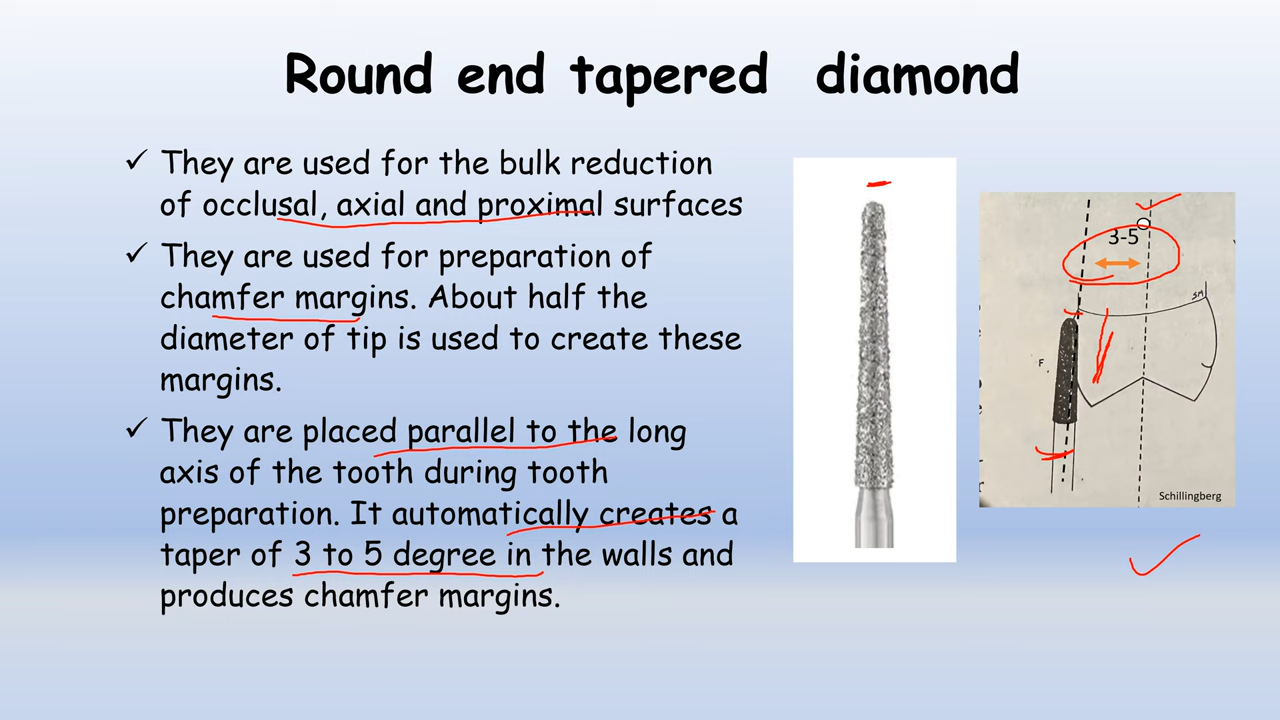 Round end tapered diamond
✓ They are used for the bulk reduction
of occlusal, axial and proximal surfaces
✓ They are used for preparation of
chamfer margins. About half the
diameter of tip is used to create these
margins.
✓ They are placed parallel to the long
axis of the tooth during tooth
preparation. It automatically creates a
taper of 3 to 5 degree in the walls and
produces chamfer margins.
3-5
F
Schillingberg